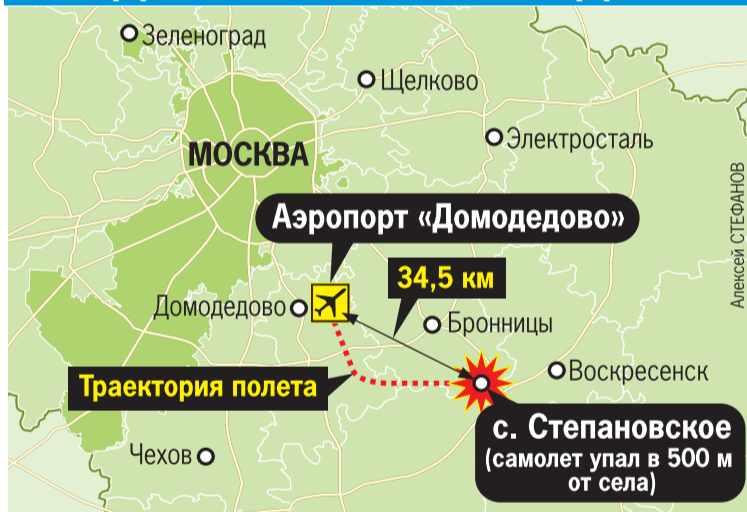 Зеленоград
Щелково
Электросталь
МОСКВА
Алексей СТЕФАНОВ
Аэропорт «Домодедово»
34,5 км
Домодедово
Бронницы
Воскресенск
Траектория полета
с. Степановское
(самолет упал в 500 м
от села)
Чехов